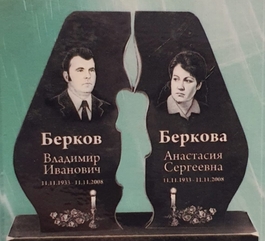 Берков
Владимир
Иванович
11.11.1933 - 11.11.2008
Беркова
Анастасия
Сергеевна
11.11.1933 - 11.11.2008